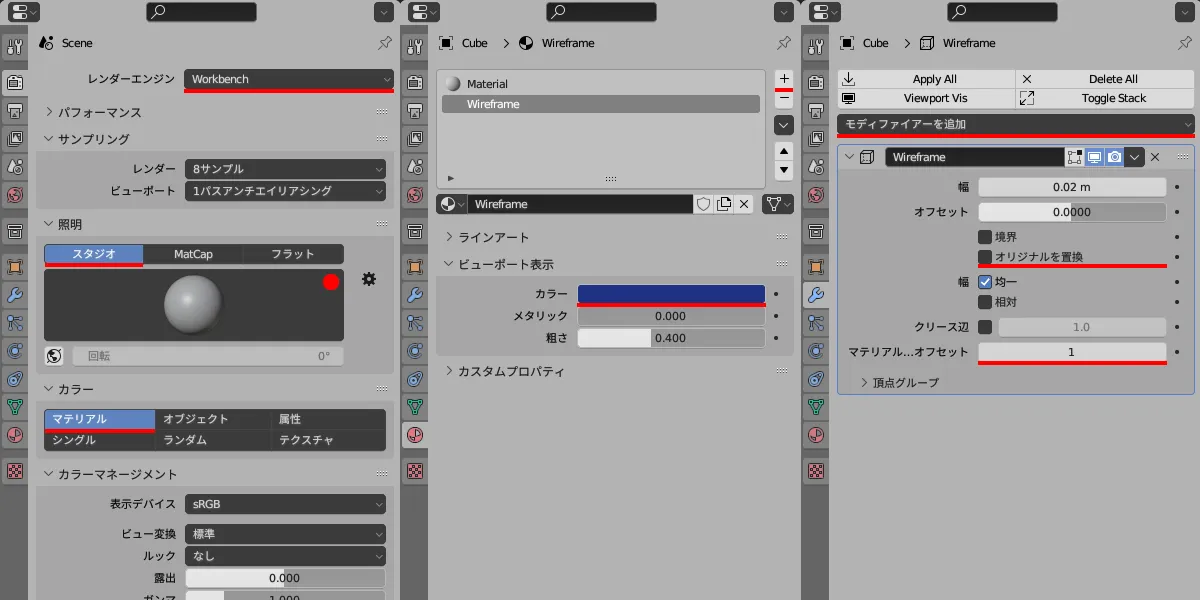 Scene
レンダーエンジン Workbench
パフォーマンス
サンプリング
レンダー 8サンプル
ビューポート 1パスアンチエイリアシング
照明
スタジオ MatCap フラット
回転 0°
カラー
マテリアル オブジェクト 属性
シングル ランダム テクスチャ
カラーマネージメント
表示デバイス sRGB
ビュー変換 標準
ルック なし
露出 0.000
ガンマ 1.000
Cube Wireframe
Material
Wireframe
Wireframe
ラインアート
ビューポート表示
カラー
メタリック 0.000
粗さ 0.400
カスタムプロパティ
Cube Wireframe
Apply All Delete All
Viewport Vis Toggle Stack
モディファイアーを追加
Wireframe
幅 0.02 m
オフセット 0.0000
境界
オリジナルを置換
幅 均一
相対
クリース辺 1.0
マテリアル...オフセット 1
頂点グループ